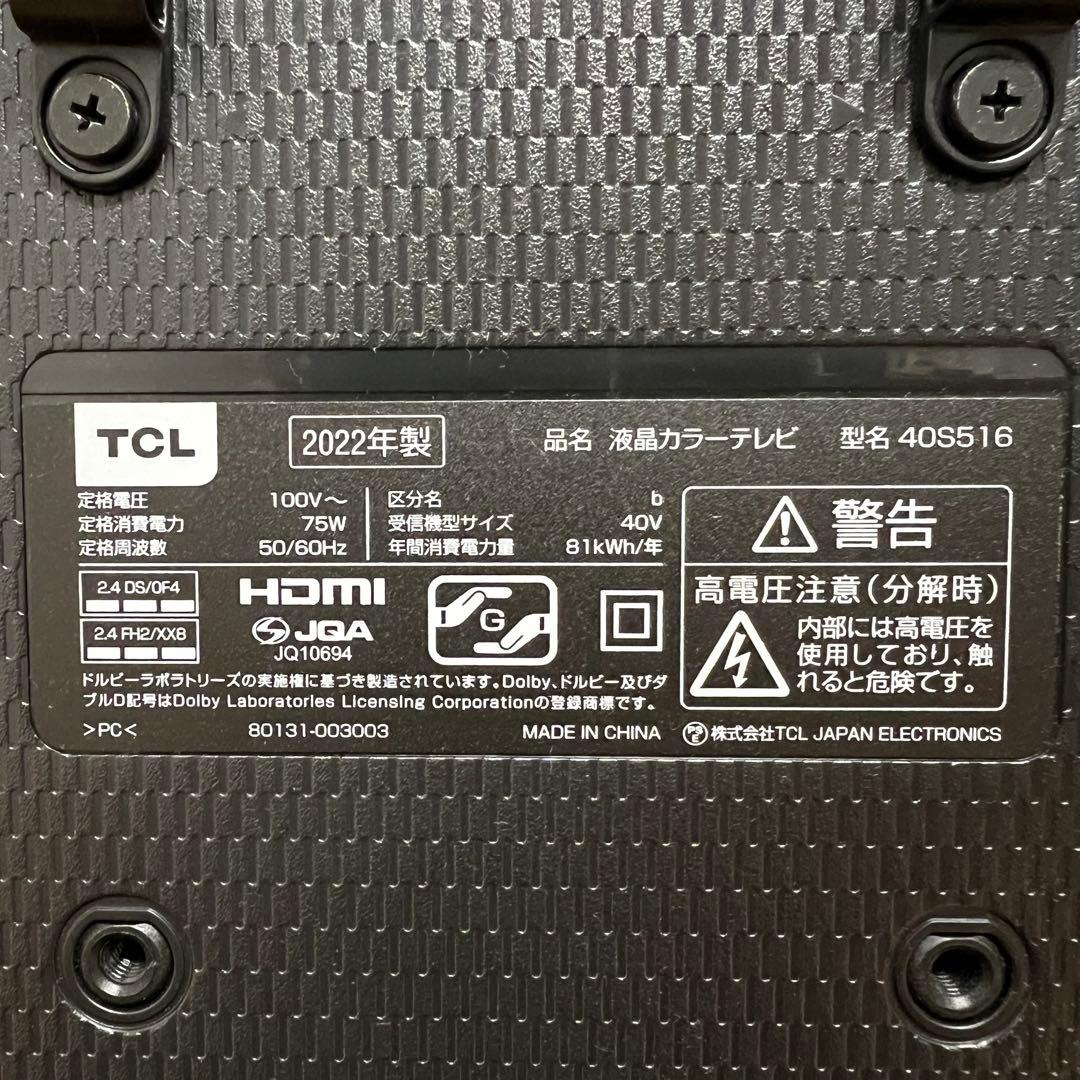 TCL
2022年製
品名 液晶カラーテレビ 型名 40S516
定格電圧 100V～
定格消費電力 75W
定格周波数 50/60Hz
区分名 b
受信機型サイズ 40V
年間消費電力量 81kWh/年
2.4 DS/OF4
2.4 FH2/XX8
HDMI
JQA
JQ10694
G
ドルビーラボラトリーズの実施権に基づき製造されています。Dolby、ドルビー及びダ
ブルD記号はDolby Laboratories Licensing Corporationの登録商標です。
>PC< 80131-003003 MADE IN CHINA
警告
高電圧注意(分解時)
内部には高電圧を
使用しており、触
れると危険です。
PSE 株式会社TCL JAPAN ELECTRONICS